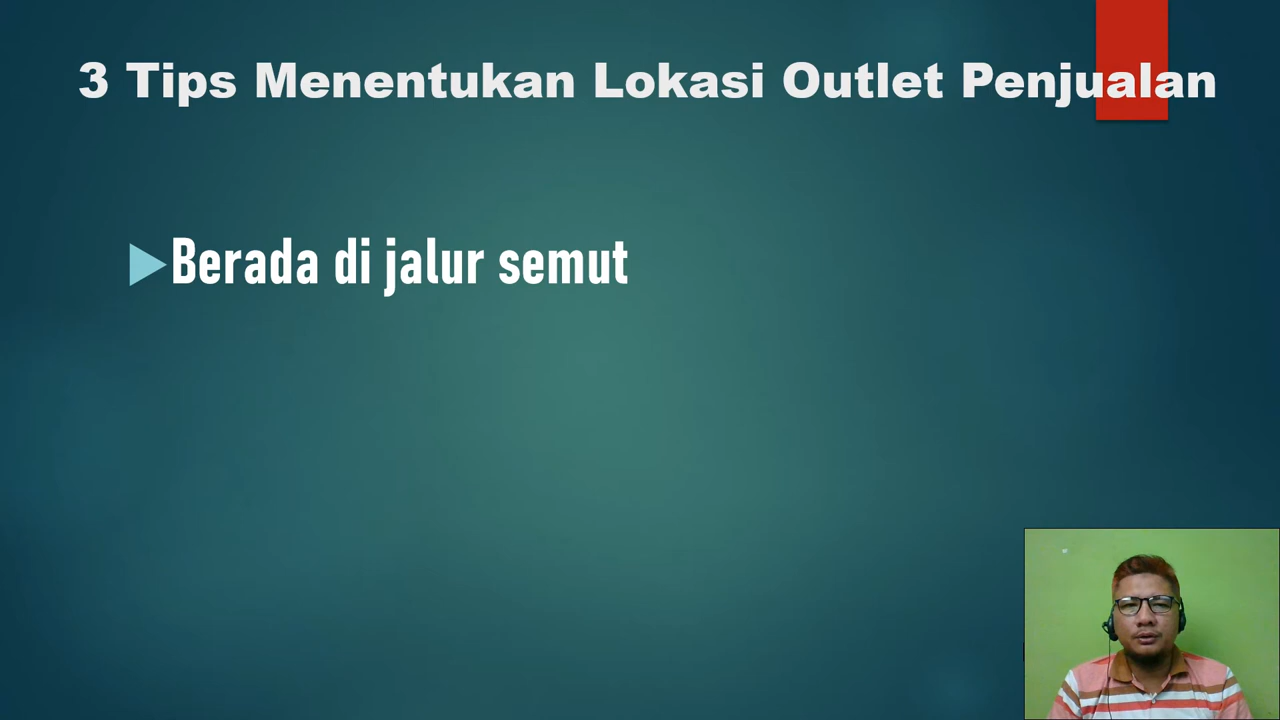 3 Tips Menentukan Lokasi Outlet Penjualan
Berada di jalur semut